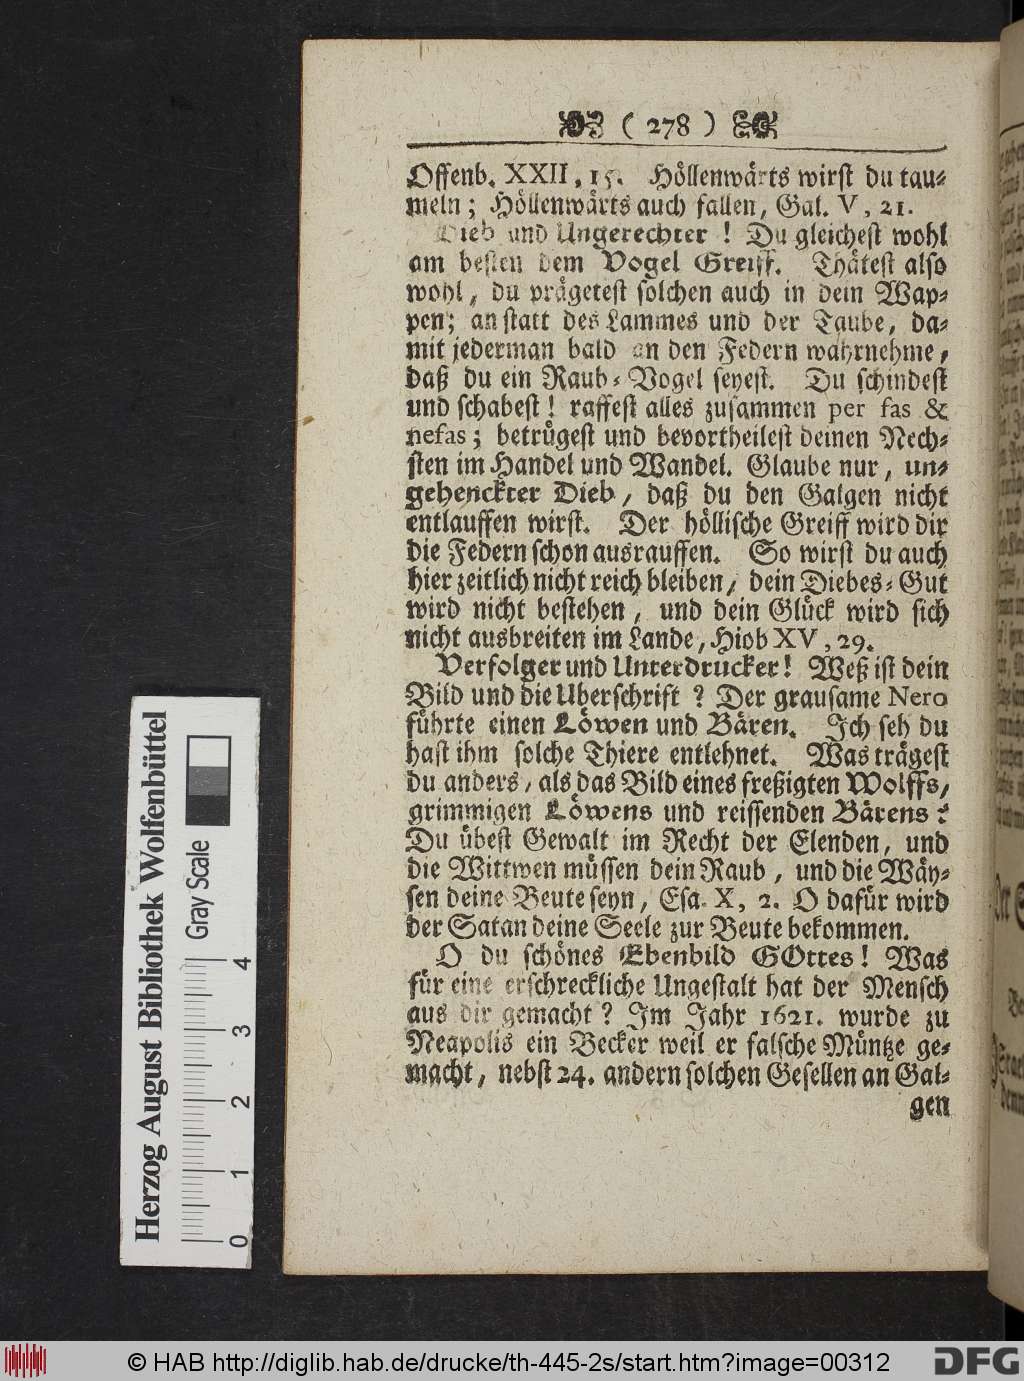 ( 278 )
Offenb. XXII, 15. Höllenwärts wirst du tau-
meln; Höllenwärts auch fallen, Gal. V, 21.
Dieb und Ungerechter! Du gleichest wohl
am besten dem Vogel Greiff. Thätest also
wohl, du prägetest solchen auch in dein Wap-
pen; an statt des Lammes und der Taube, da-
mit jederman bald an den Federn wahrnehme,
daß du ein Raub-Vogel seyest. Du schindest
und schabest! raffest alles zusammen per fas &
nefas; betrügest und bevortheilest deinen Nech-
sten im Handel und Wandel. Glaube nur, un-
gehenckter Dieb, daß du den Galgen nicht
entlauffen wirst. Der höllische Greiff wird dir
die Federn schon ausrauffen. So wirst du auch
hier zeitlich nicht reich bleiben, dein Diebes-Gut
wird nicht bestehen, und dein Glück wird sich
nicht ausbreiten im Lande, Hiob XV, 29.
Verfolger und Unterdrucker! Weß ist dein
Bild und die Uberschrift? Der grausame Nero
führte einen Löwen und Bären. Ich seh du
hast ihm solche Thiere entlehnet. Was trägest
du anders, als das Bild eines freßigten Wolffs,
grimmigen Löwens und reissenden Bärens?
Du übest Gewalt im Recht der Elenden, und
die Wittwen müssen dein Raub, und die Wäy-
sen deine Beute seyn, Esa. X, 2. O dafür wird
der Satan deine Seele zur Beute bekommen.
O du schönes Ebenbild GOttes! Was
für eine erschreckliche Ungestalt hat der Mensch
aus dir gemacht? Im Jahr 1621. wurde zu
Neapolis ein Becker weil er falsche Müntze ge-
macht, nebst 24. andern solchen Gesellen an Gal-
gen
Herzog August Bibliothek Wolfenbüttel
Gray Scale
0 1 2 3 4
© HAB http://diglib.hab.de/drucke/th-445-2s/start.htm?image=00312
DFG